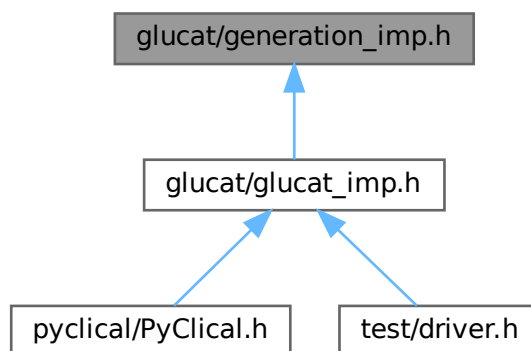 glucat/generation_imp.h
glucat/glucat_imp.h
pyclical/PyClical.h
test/driver.h